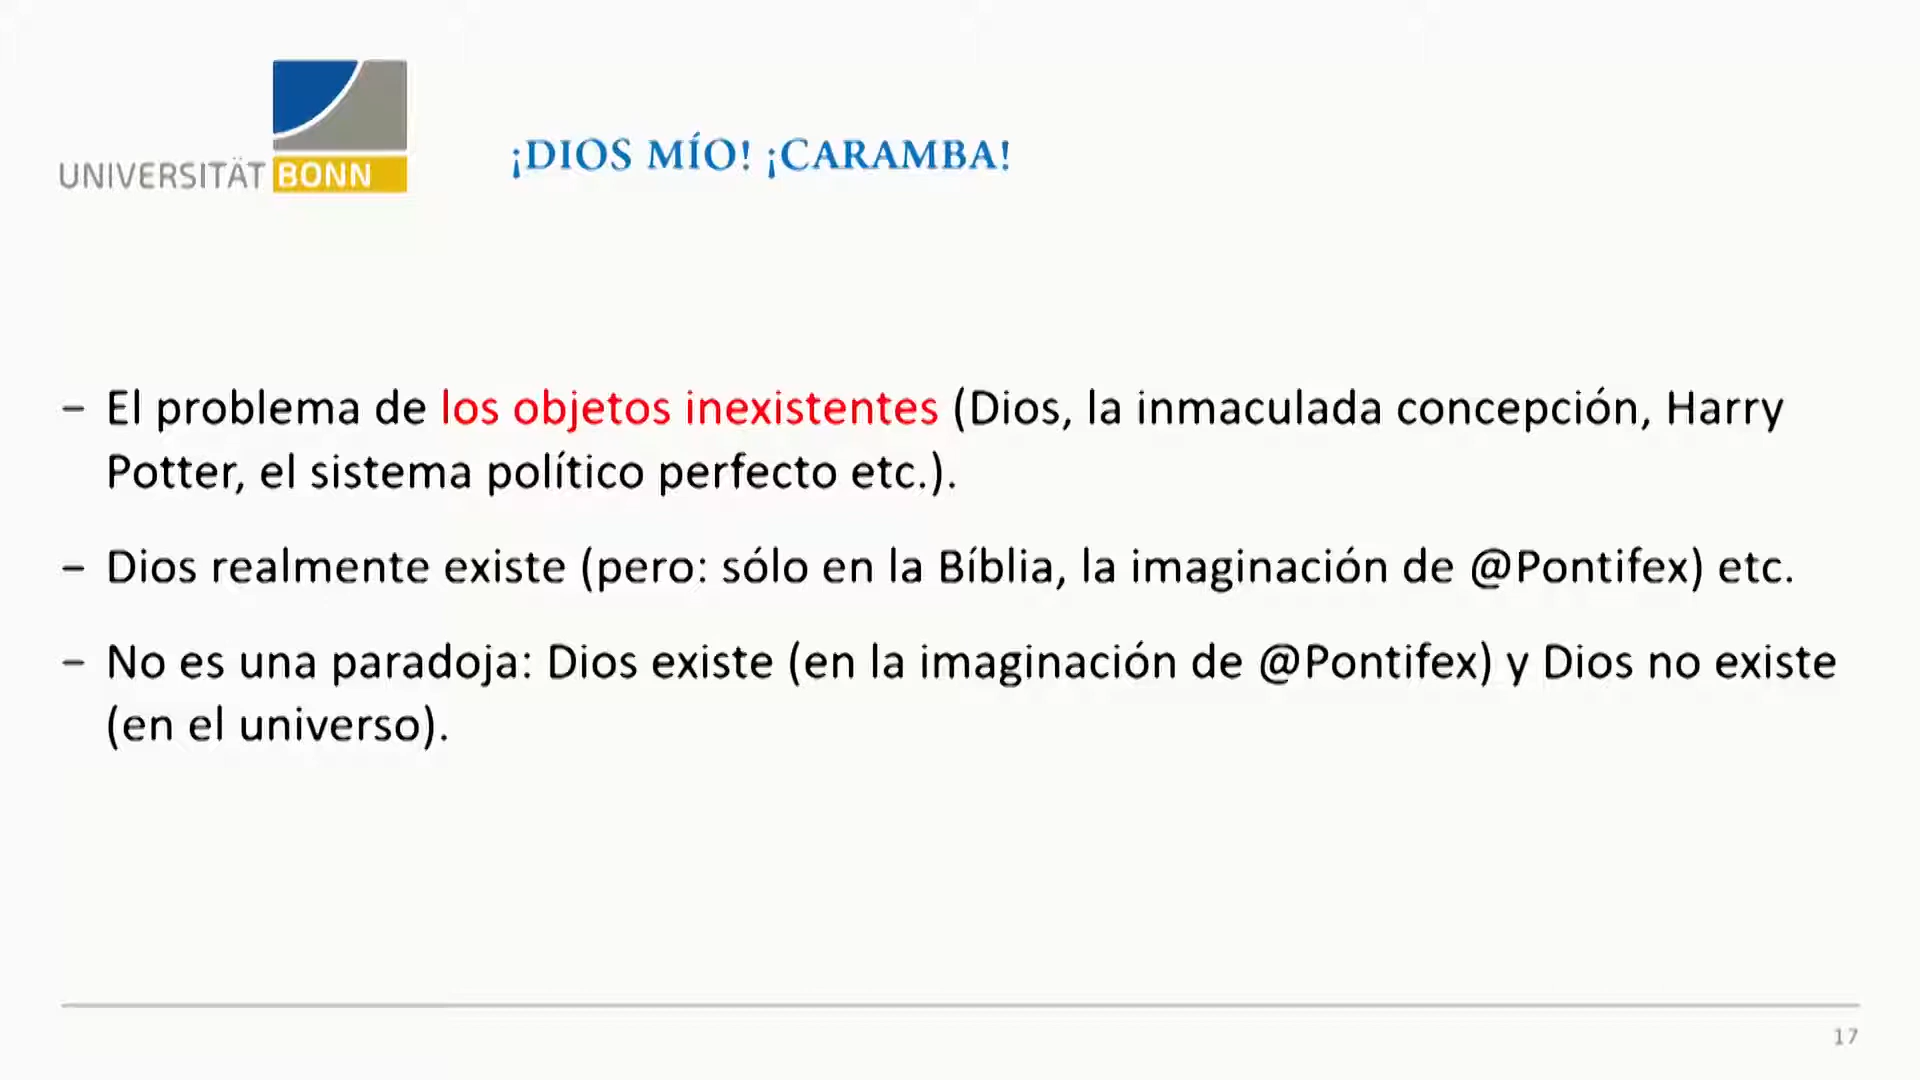 UNIVERSITÄT BONN
¡DIOS MÍO! ¡CARAMBA!
– El problema de los objetos inexistentes (Dios, la inmaculada concepción, Harry
Potter, el sistema político perfecto etc.).
– Dios realmente existe (pero: sólo en la Bíblia, la imaginación de @Pontifex) etc.
– No es una paradoja: Dios existe (en la imaginación de @Pontifex) y Dios no existe
(en el universo).
17